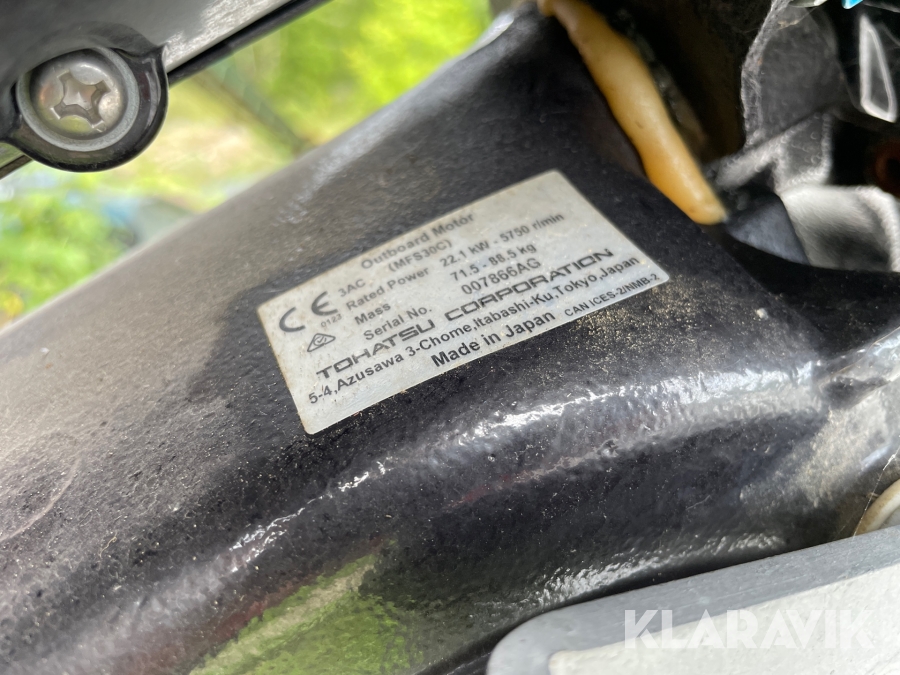 Outboard Motor
3AC (MFS30C)
Rated Power 22.1 kW - 5750 r/min
Mass 71.5 - 88.5 kg
Serial No. 007866AG
CE 0123
TOHATSU CORPORATION
5-4,Azusawa 3-Chome,Itabashi-Ku,Tokyo,Japan
Made in Japan CAN ICES-2/NMB-2
KLARAVIK